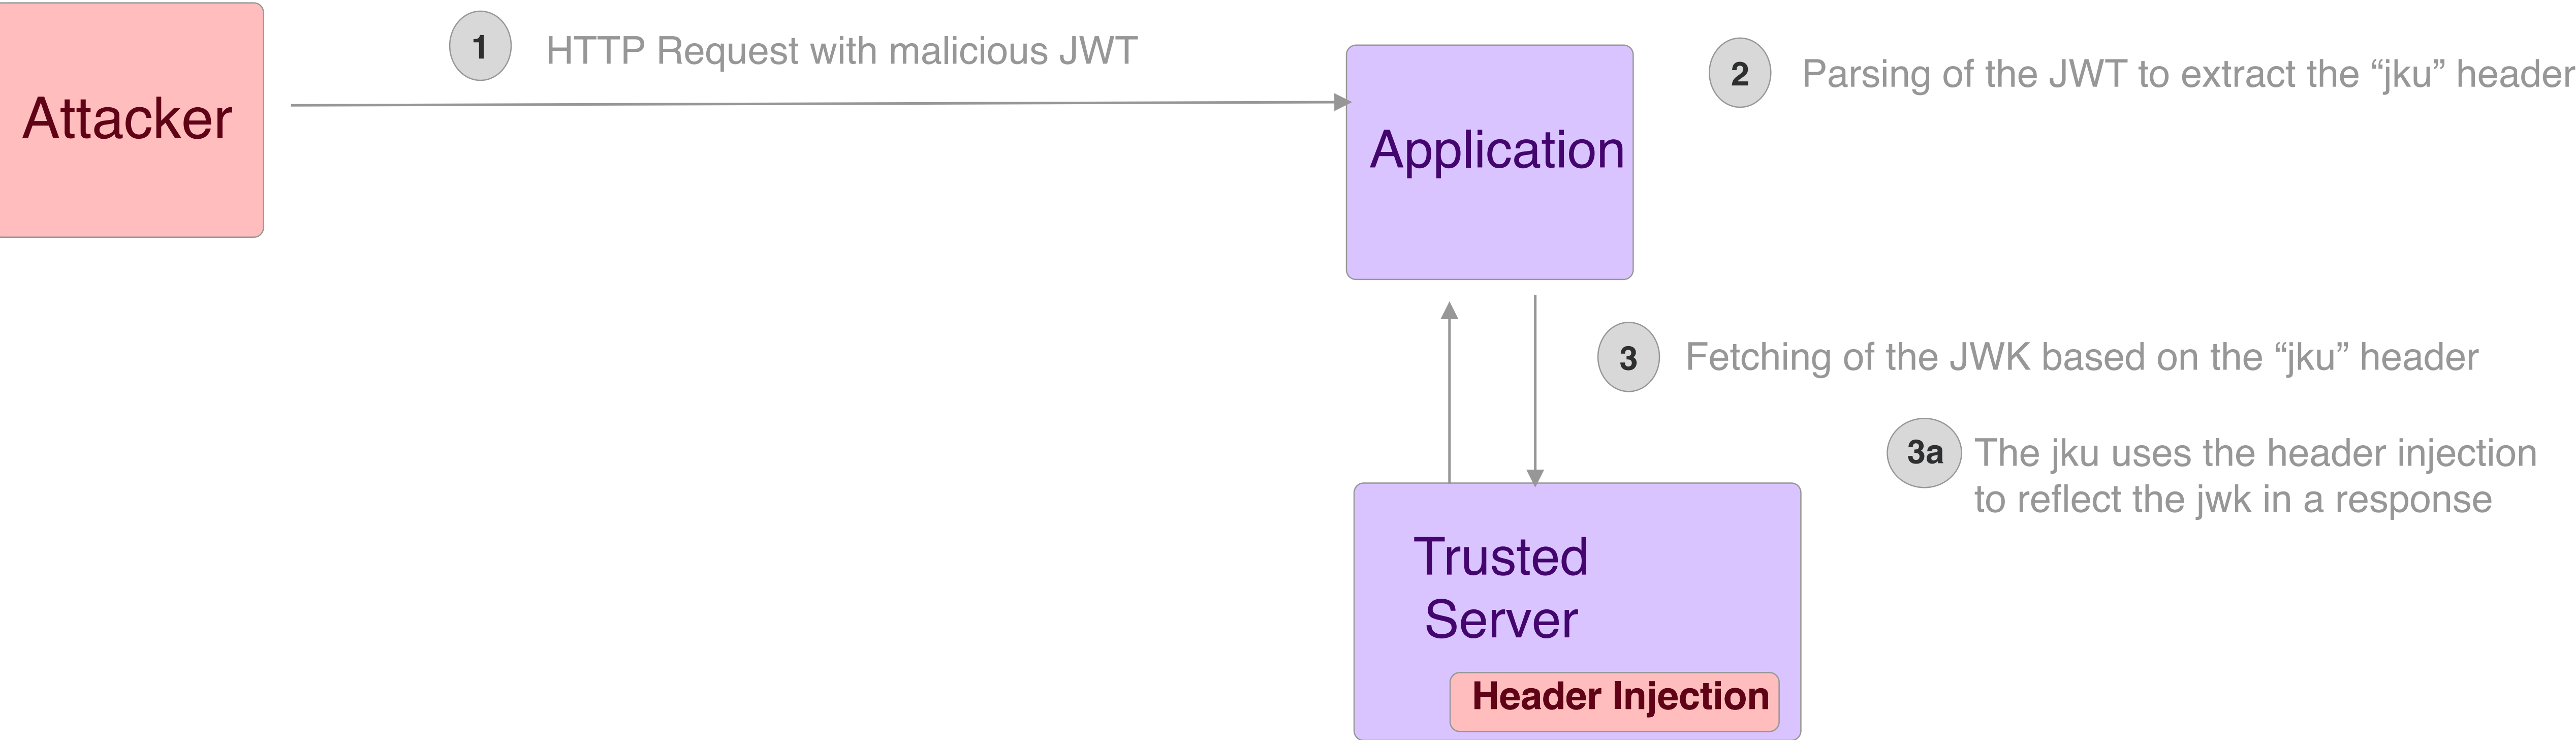 Attacker
1
HTTP Request with malicious JWT
Application
2
Parsing of the JWT to extract the “jku” header
3
Fetching of the JWK based on the “jku” header
3a
The jku uses the header injection
to reflect the jwk in a response
Trusted
Server
Header Injection